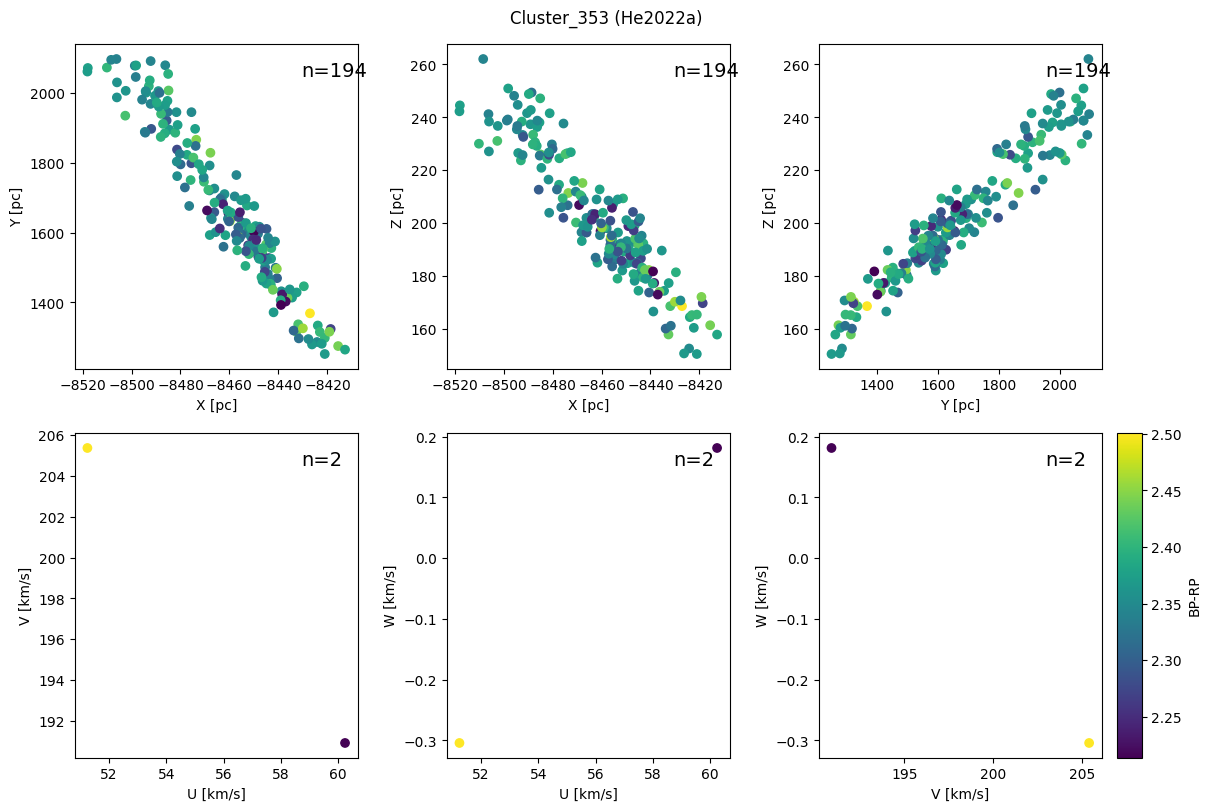 Cluster_353 (He2022a)
n=194
n=194
n=194
2000
1800
1600
1400
Y [pc]
−8520 −8500 −8480 −8460 −8440 −8420
X [pc]
260
240
220
200
180
160
Z [pc]
−8520 −8500 −8480 −8460 −8440 −8420
X [pc]
260
240
220
200
180
160
Z [pc]
1400 1600 1800 2000
Y [pc]
n=2
n=2
n=2
206
204
202
200
198
196
194
192
V [km/s]
52 54 56 58 60
U [km/s]
0.2
0.1
0.0
−0.1
−0.2
−0.3
W [km/s]
52 54 56 58 60
U [km/s]
0.2
0.1
0.0
−0.1
−0.2
−0.3
W [km/s]
195 200 205
V [km/s]
2.50
2.45
2.40
2.35
2.30
2.25
BP-RP